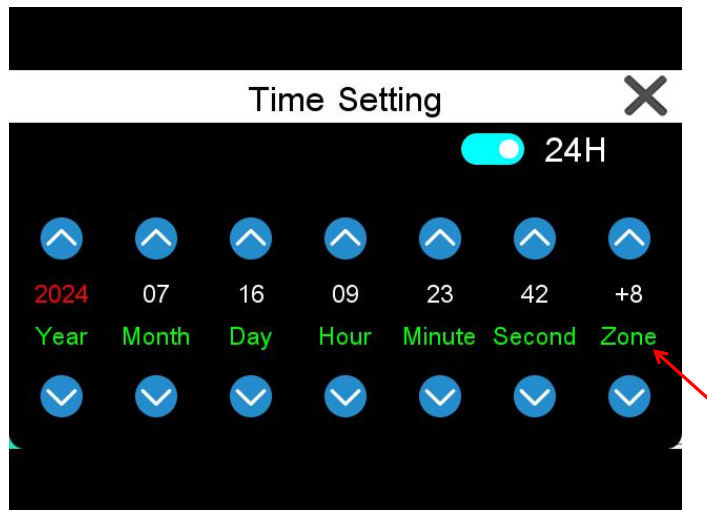 Time Setting
24H
2024 07 16 09 23 42 +8
Year Month Day Hour Minute Second Zone